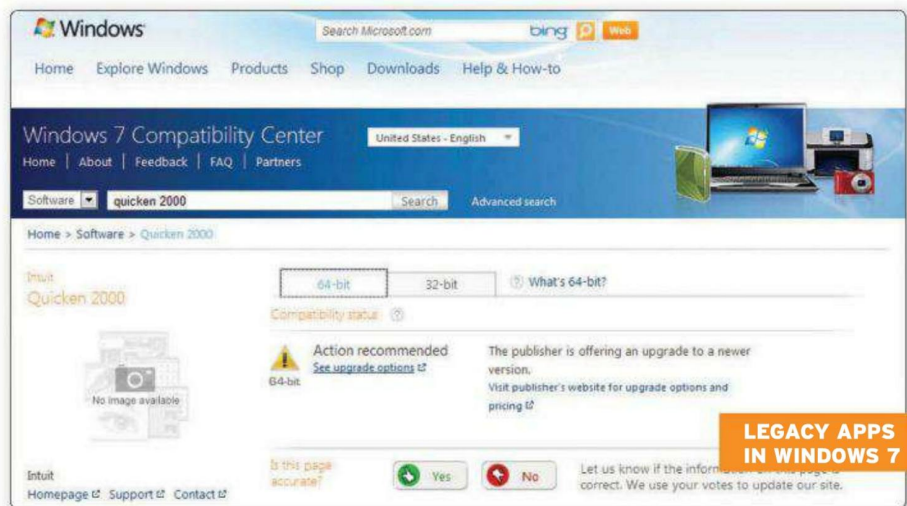 Windows
Search Microsoft.com
bing
Web
Home Explore Windows Products Shop Downloads Help & How-to
Windows 7 Compatibility Center
United States - English
Home | About | Feedback | FAQ | Partners
Software
quicken 2000
Search
Advanced search
Home > Software > Quicken 2000
Intuit
Quicken 2000
No image available
Intuit
Homepage Support Contact
64-bit 32-bit What's 64-bit?
Compatibility status
64-bit
Action recommended
See upgrade options
The publisher is offering an upgrade to a newer
version.
Visit publisher's website for upgrade options and
pricing
Is this page
accurate?
Yes No
Let us know if the page is
correct. We use your votes to update our site.
LEGACY APPS
IN WINDOWS 7